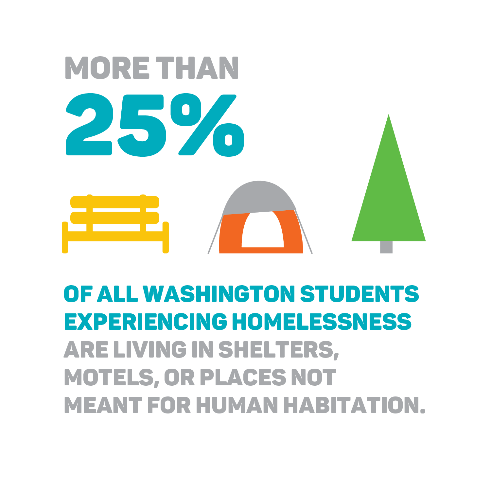 MORE THAN
25%
OF ALL WASHINGTON STUDENTS
EXPERIENCING HOMELESSNESS
ARE LIVING IN SHELTERS,
MOTELS, OR PLACES NOT
MEANT FOR HUMAN HABITATION.